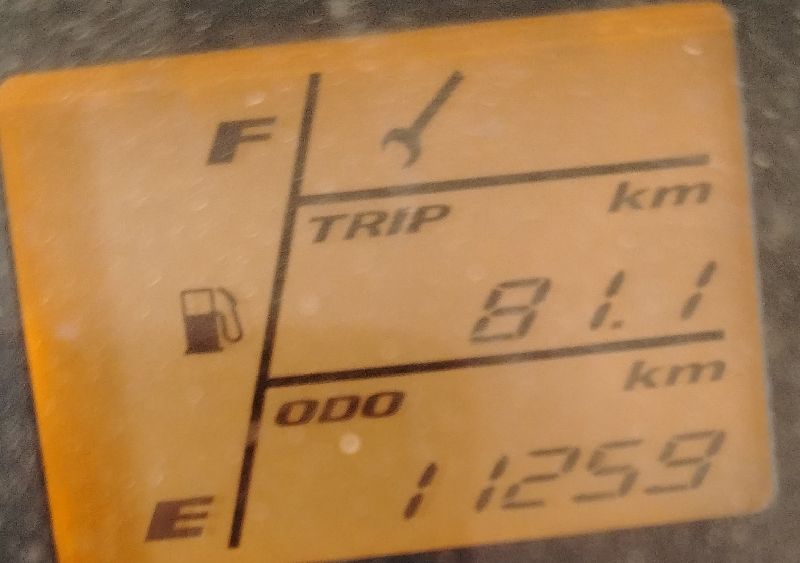 F
TRIP km
81.1
ODO km
11259
E